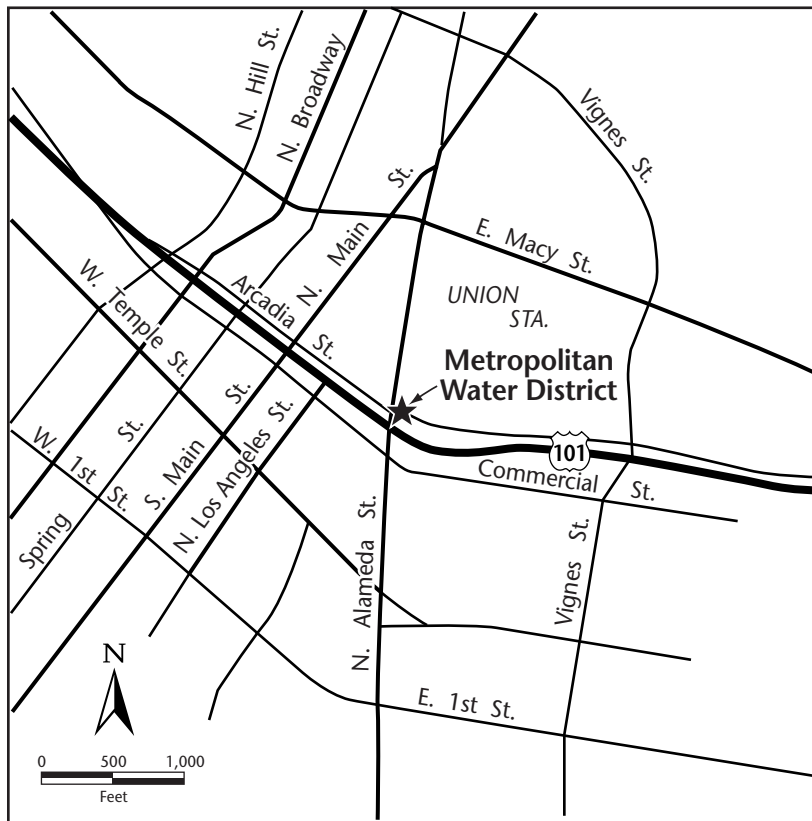 N. Hill St.
N. Broadway
Vignes St.
N. Main St.
E. Macy St.
UNION
STA.
Arcadia St.
W. Temple St.
Metropolitan
Water District
101
Commercial St.
W. 1st St.
S. Main St.
N. Los Angeles St.
Spring St.
N. Alameda St.
Vignes St.
E. 1st St.
N
0 500 1,000
Feet